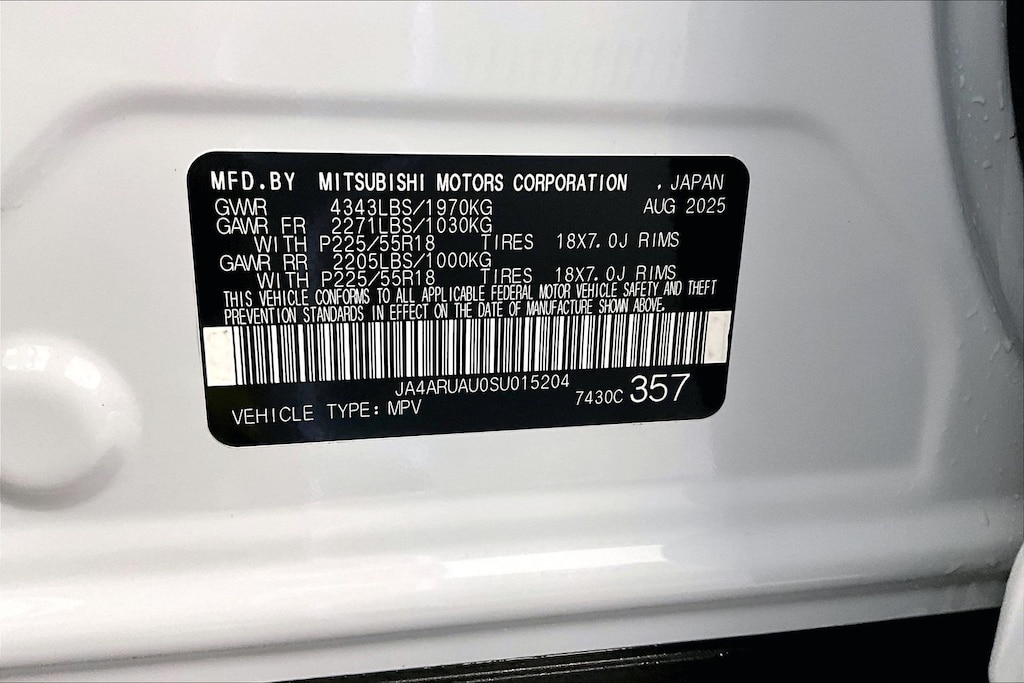 MFD.BY MITSUBISHI MOTORS CORPORATION , JAPAN
GVWR 4343LBS/1970KG AUG 2025
GAWR FR 2271LBS/1030KG
WITH P225/55R18 TIRES 18X7.0J RIMS
GAWR RR 2205LBS/1000KG
WITH P225/55R18 TIRES 18X7.0J RIMS
THIS VEHICLE CONFORMS TO ALL APPLICABLE FEDERAL MOTOR VEHICLE SAFETY AND THEFT
PREVENTION STANDARDS IN EFFECT ON THE DATE OF MANUFACTURE SHOWN ABOVE.
JA4ARUAU0SU015204
VEHICLE TYPE: MPV 7430C 357